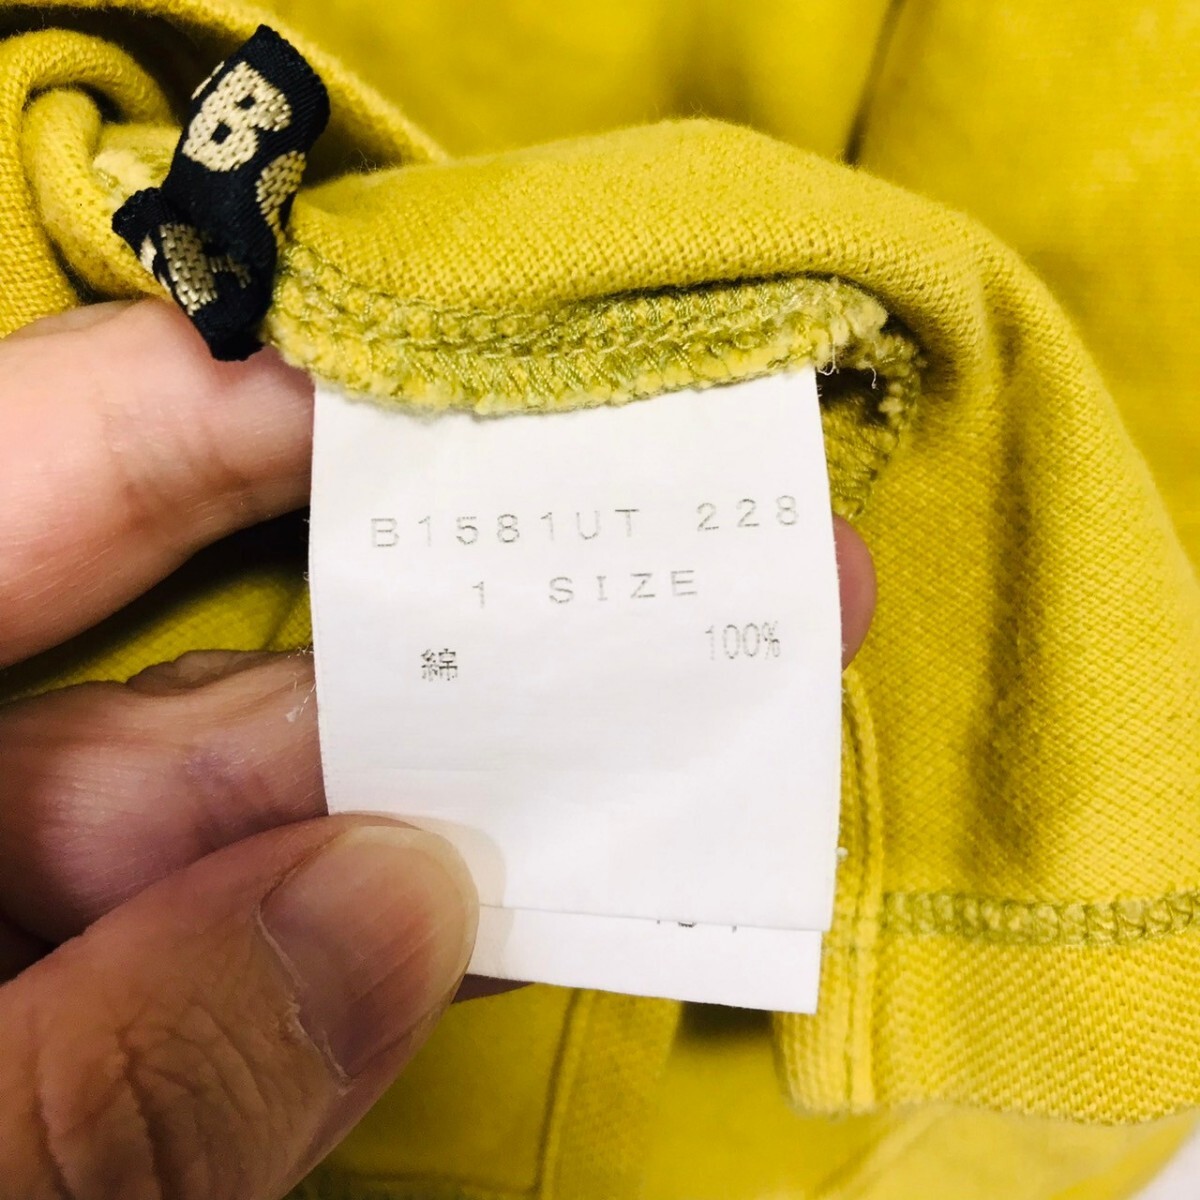 B
B1581UT 228
1 SIZE
綿 100%